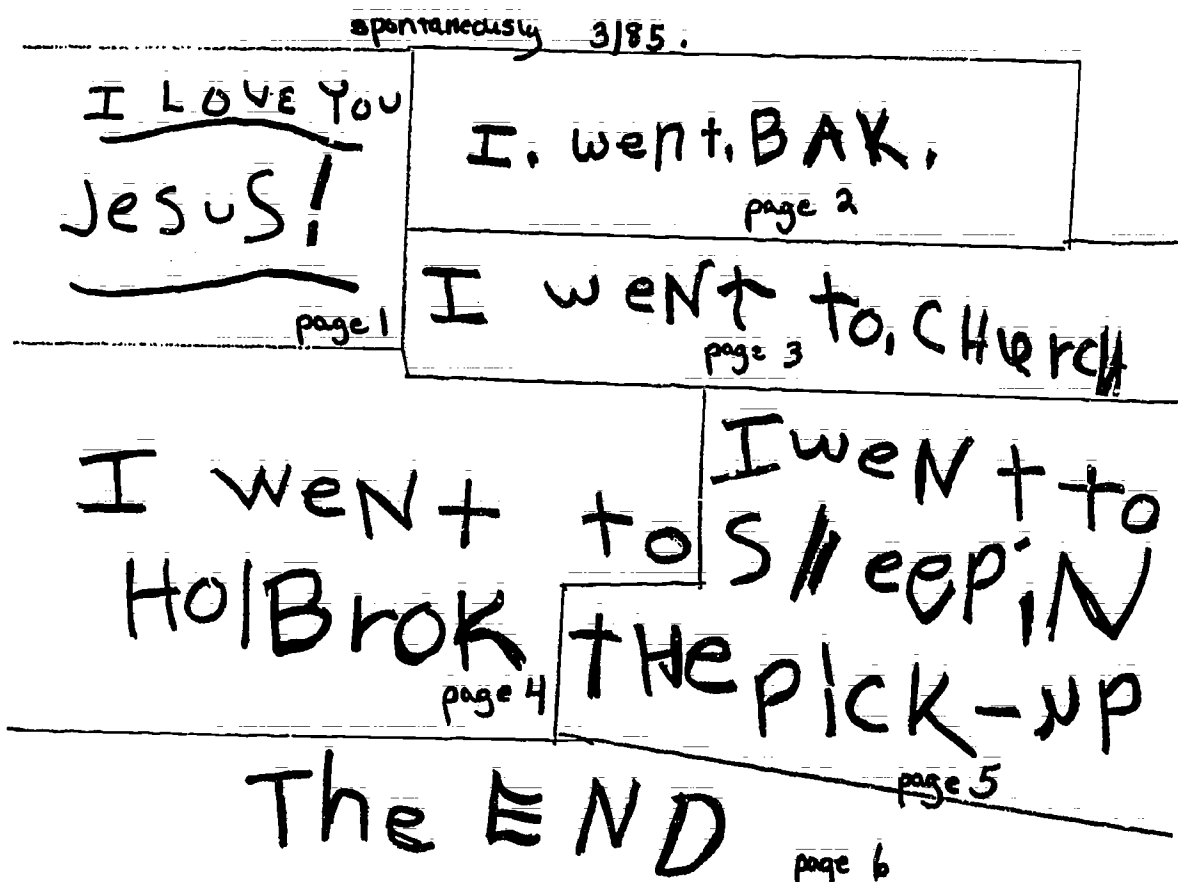 spontaneously 3/85.
I LOVE YOU
JesuS!
page 1
I. went. BAK.
page 2
I weNt to. CHurcH
page 3
I weNt to
HolBroK
page 4
I weNt to
Sleep iN
tHe pick-up
page 5
The END
page 6